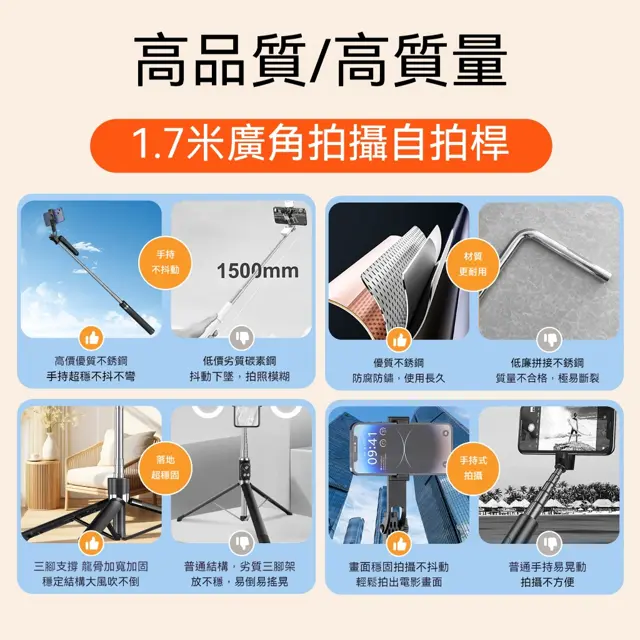 高品質/高質量
1.7米廣角拍攝自拍桿
手持
不抖動
1500mm
高價優質不銹鋼
手持超穩不抖不彎
低價劣質碳素鋼
抖動下墜，拍照模糊
材質
更耐用
優質不銹鋼
防腐防鏽，使用長久
低廉拼接不銹鋼
質量不合格，極易斷裂
落地
超穩固
三腳支撐 龍骨加寬加固
穩定結構大風吹不倒
普通結構，劣質三腳架
放不穩，易倒易搖晃
09:41
手持式
拍攝
畫面穩固拍攝不抖動
輕鬆拍出電影畫面
普通手持易晃動
拍攝不方便